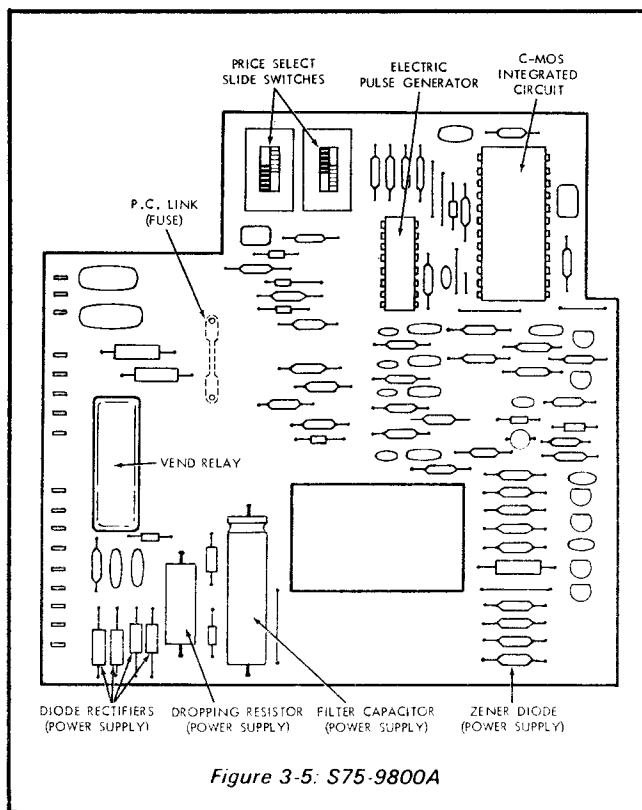 PRICE SELECT
SLIDE SWITCHES
ELECTRIC
PULSE GENERATOR
C-MOS
INTEGRATED
CIRCUIT
P.C. LINK
(FUSE)
VEND RELAY
DIODE RECTIFIERS
(POWER SUPPLY)
DROPPING RESISTOR
(POWER SUPPLY)
FILTER CAPACITOR
(POWER SUPPLY)
ZENER DIODE
(POWER SUPPLY)
Figure 3-5: S75-9800A